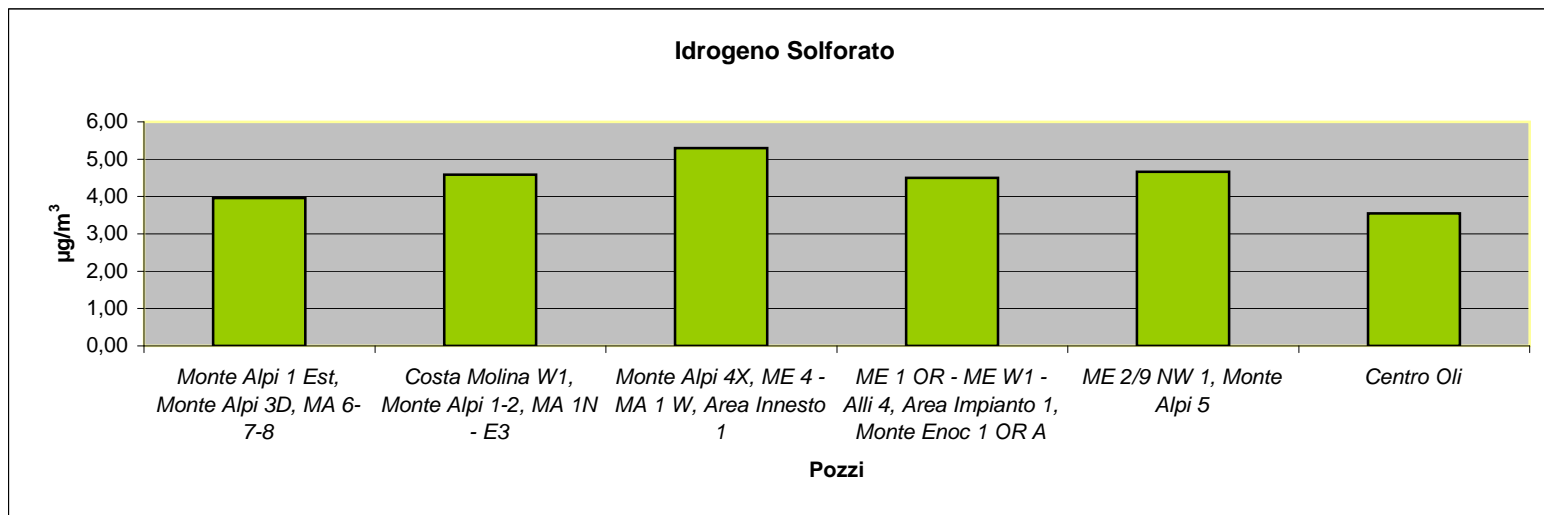 Idrogeno Solforato
6,00
5,00
4,00
3,00
2,00
1,00
0,00
µg/m³
Monte Alpi 1 Est,
Monte Alpi 3D, MA 6-
7-8
Costa Molina W1,
Monte Alpi 1-2, MA 1N
- E3
Monte Alpi 4X, ME 4 -
MA 1 W, Area Innesto
1
ME 1 OR - ME W1 -
Alli 4, Area Impianto 1,
Monte Enoc 1 OR A
ME 2/9 NW 1, Monte
Alpi 5
Centro Oli
Pozzi